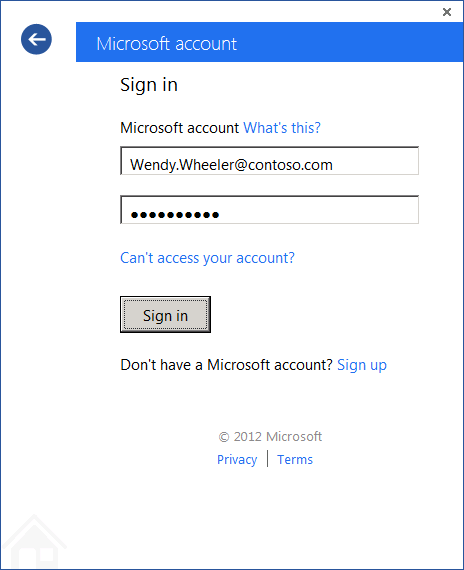 Microsoft account
Sign in
Microsoft account What's this?
Wendy.Wheeler@contoso.com
●●●●●●●●●●
Can't access your account?
Sign in
Don't have a Microsoft account? Sign up
© 2012 Microsoft
Privacy | Terms